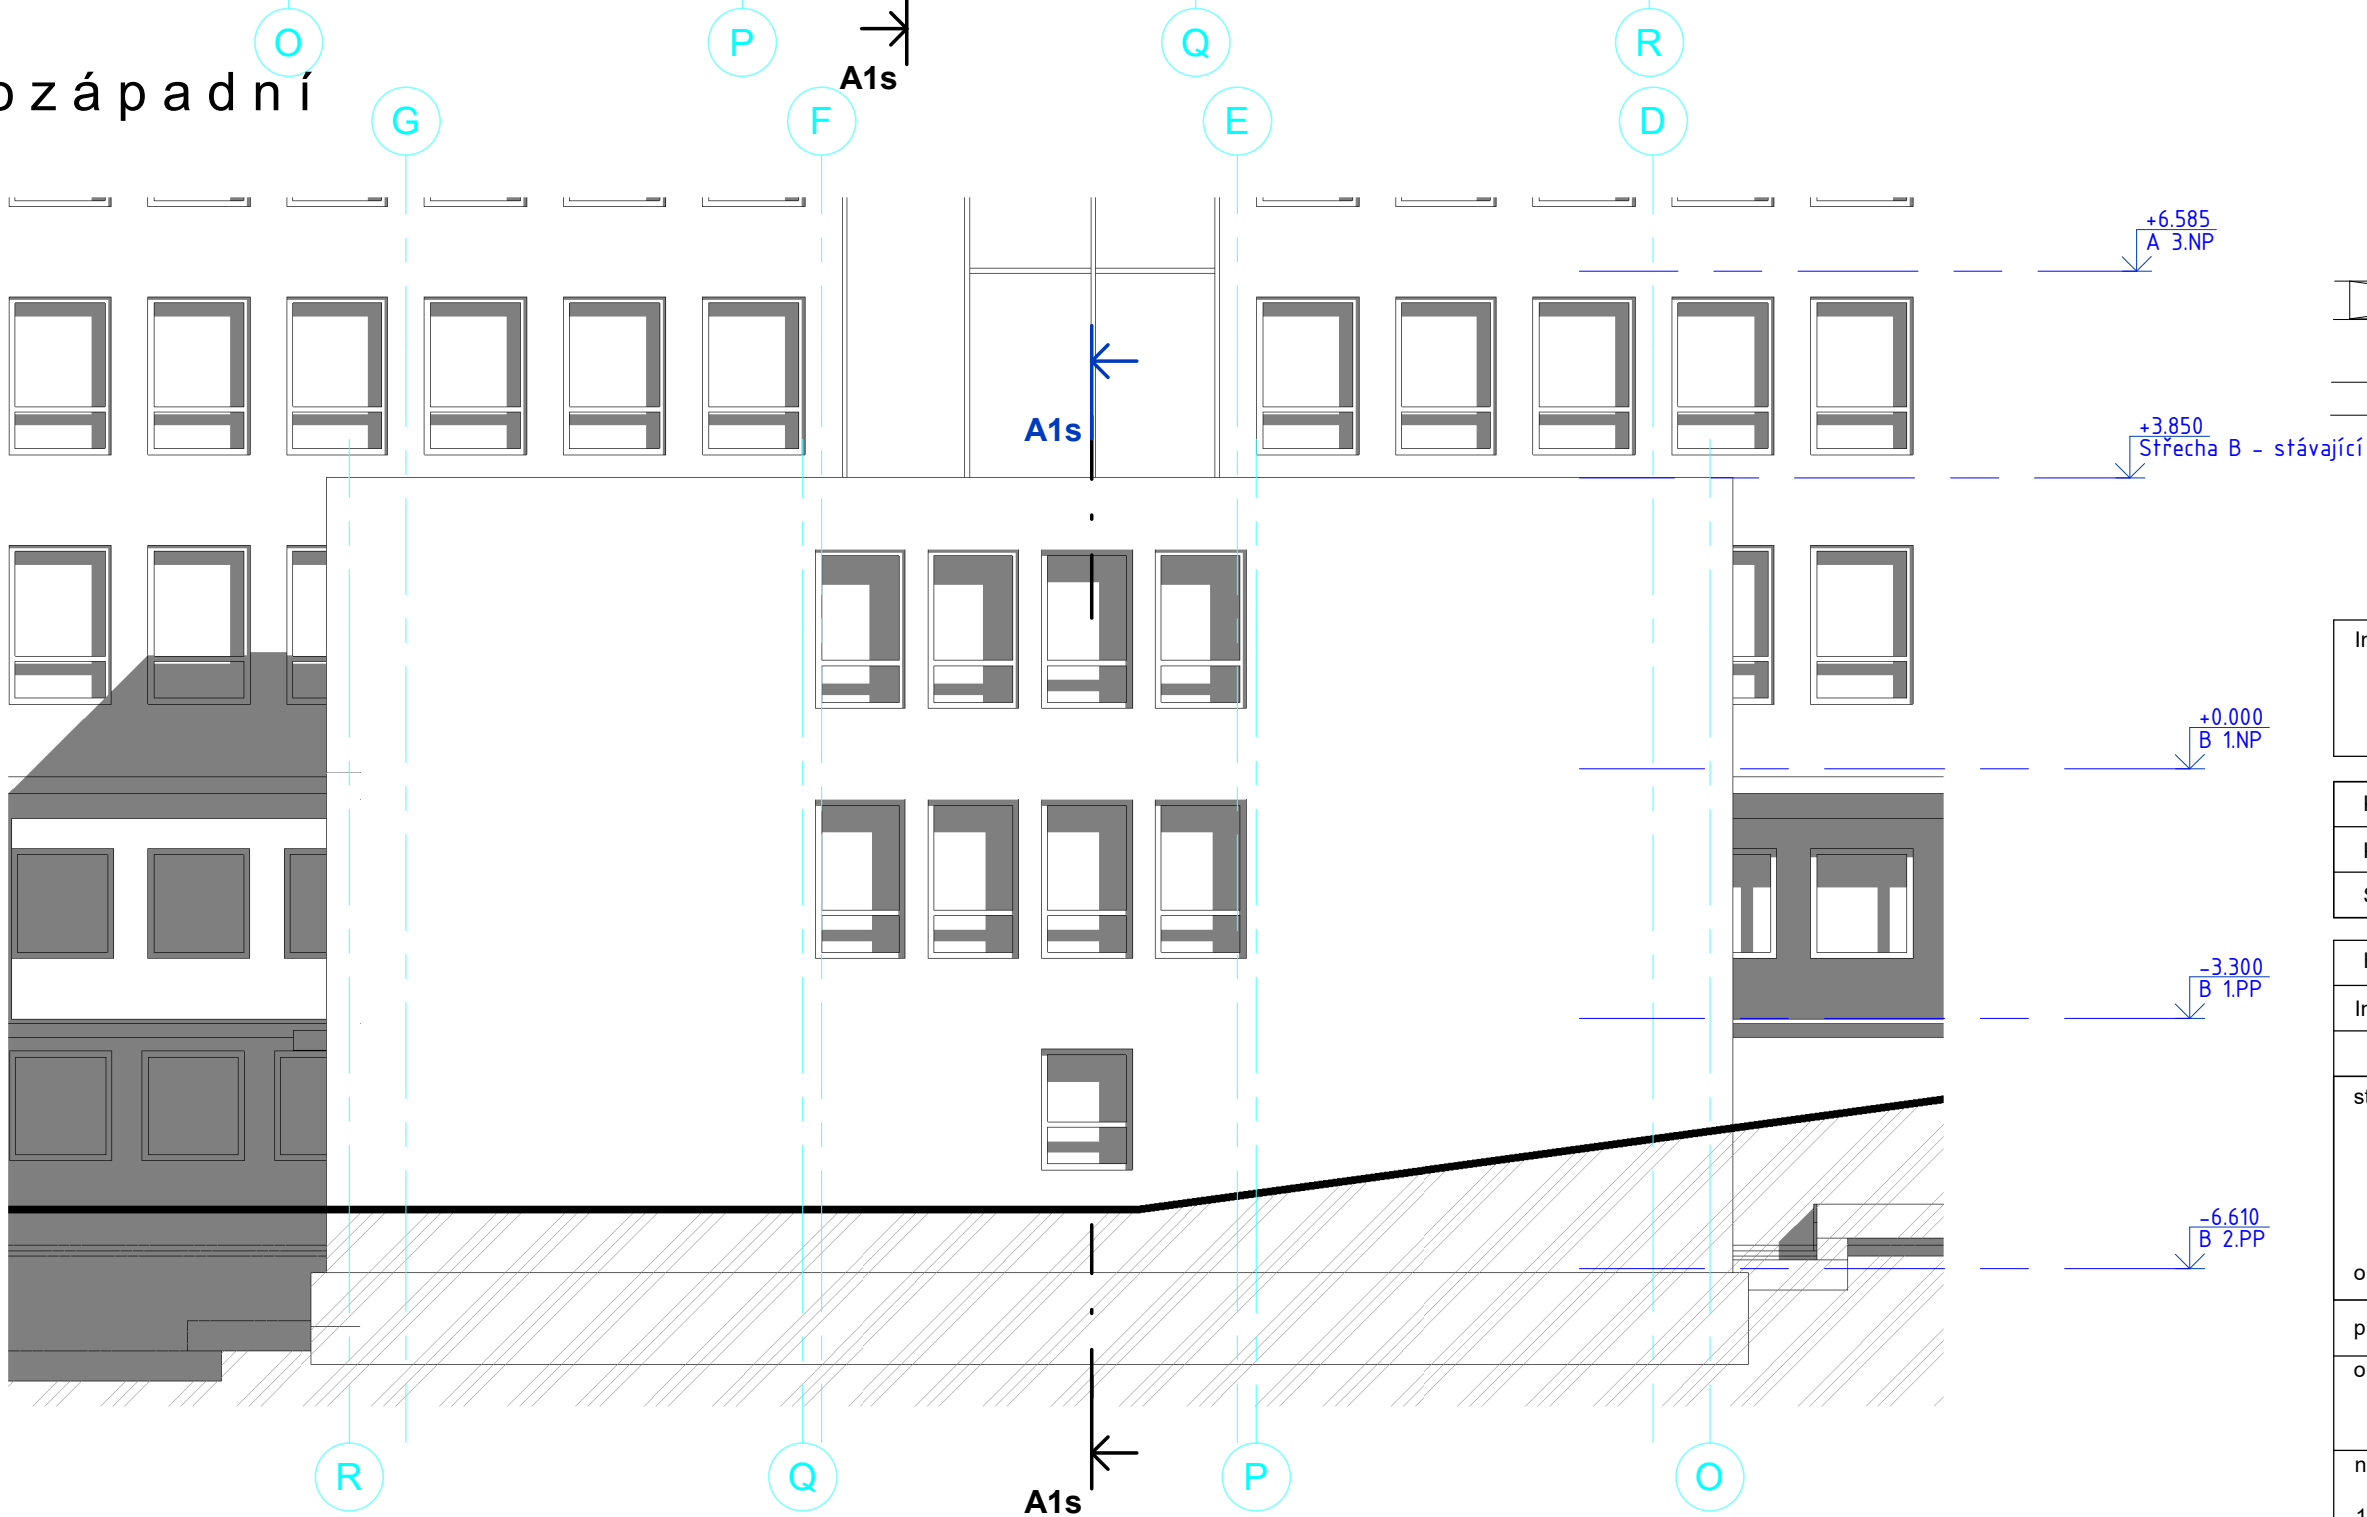 O P Q R
A1s
G F E D
+6.585
A 3.NP
A1s
+3.850
Střecha B - stávající
+0.000
B 1.NP
-3.300
B 1.PP
-6.610
B 2.PP
R Q P O
A1s